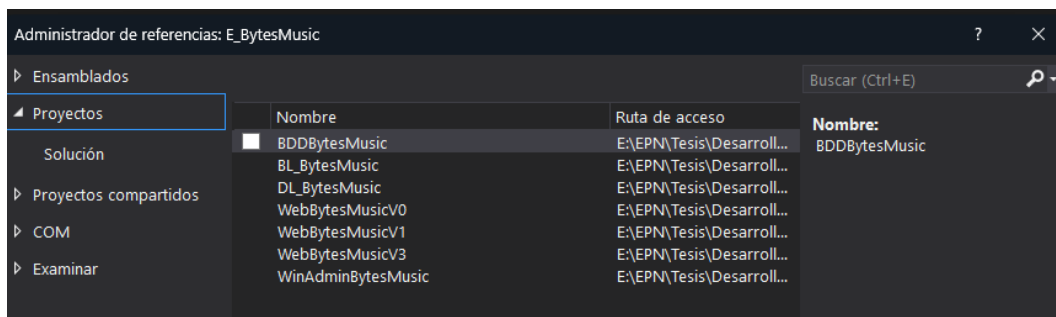 Administrador de referencias: E_BytesMusic
?
Ensamblados
Proyectos
Solución
Proyectos compartidos
COM
Examinar
Nombre Ruta de acceso
BDDBytesMusic E:\EPN\Tesis\Desarroll...
BL_BytesMusic E:\EPN\Tesis\Desarroll...
DL_BytesMusic E:\EPN\Tesis\Desarroll...
WebBytesMusicV0 E:\EPN\Tesis\Desarroll...
WebBytesMusicV1 E:\EPN\Tesis\Desarroll...
WebBytesMusicV3 E:\EPN\Tesis\Desarroll...
WinAdminBytesMusic E:\EPN\Tesis\Desarroll...
Buscar (Ctrl+E)
Nombre:
BDDBytesMusic